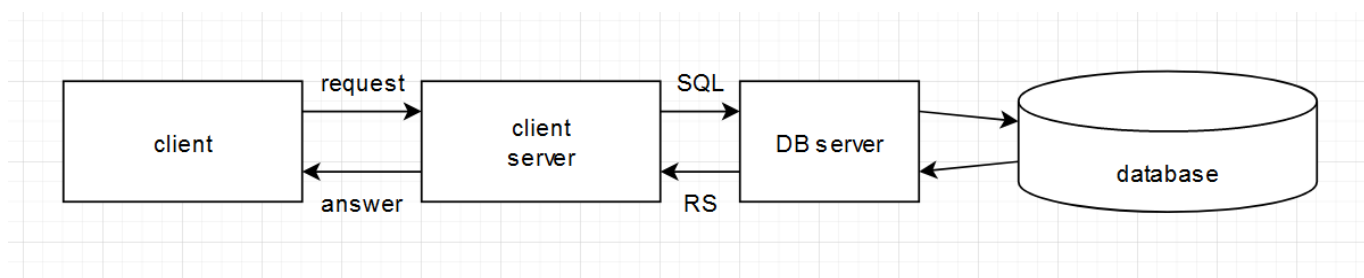 client
request
answer
client
server
SQL
RS
DB server
database